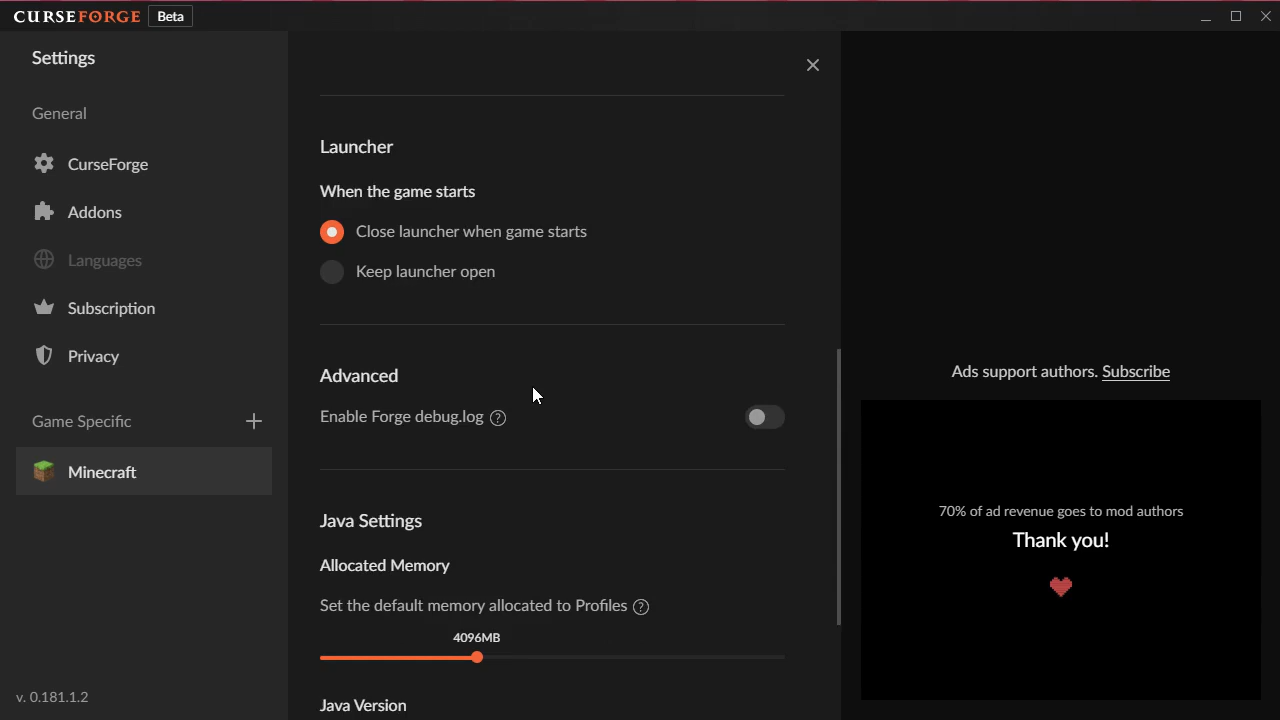 CURSEFORGE Beta
Settings
General
CurseForge
Addons
Languages
Subscription
Privacy
Game Specific
Minecraft
v. 0.181.1.2
Launcher
When the game starts
Close launcher when game starts
Keep launcher open
Advanced
Enable Forge debug.log ?
Java Settings
Allocated Memory
Set the default memory allocated to Profiles ?
4096MB
Java Version
Ads support authors. Subscribe
70% of ad revenue goes to mod authors
Thank you!